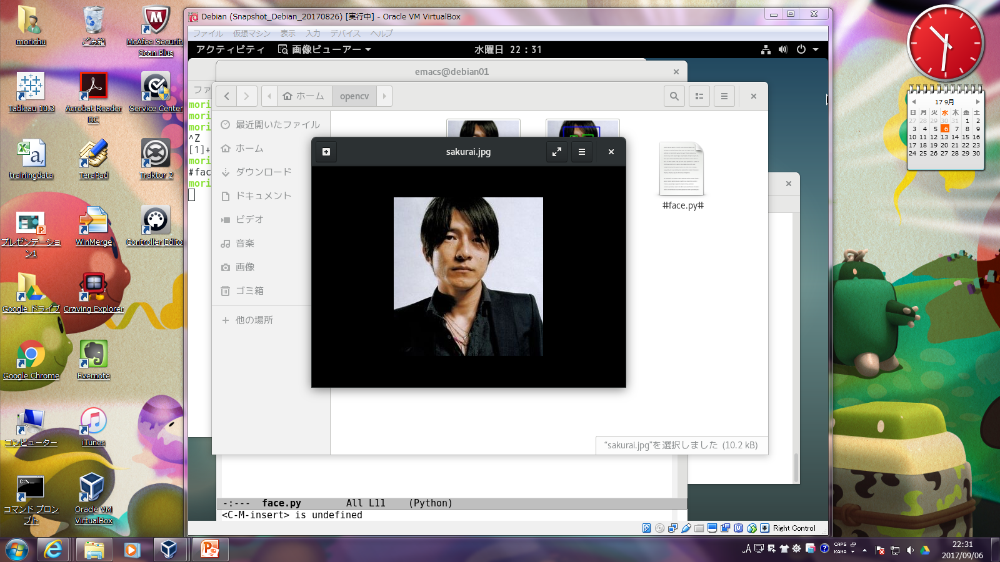 morichu
ごみ箱
McAfee Security Scan Plus
Tableau 10.3
Acrobat Reader DC
Service Center
trainingdata
TeraPad
Traktor 2
プレゼンテーション1
WinMerge
Controller Edito
Google ドライブ
Craving Explorer
Google Chrome
Evernote
コンピューター
iTunes
コマンド プロンプト
Oracle VM VirtualBox
Debian (Snapshot_Debian_20170826) [実行中] - Oracle VM VirtualBox
ファイル 仮想マシン 表示 入力 デバイス ヘルプ
アクティビティ 画像ビューアー 水曜日 22 : 31
emacs@debian01
ファ
mori
mori
mori
^Z
[1]+
mori
#fac
mori
ホーム opencv
最近開いたファイル
ホーム
ダウンロード
ドキュメント
ビデオ
音楽
画像
ゴミ箱
他の場所
sakurai.jpg
#face.py#
"sakurai.jpg"を選択しました (10.2 kB)
-:--- face.py All L11 (Python)
<C-M-insert> is undefined
Right Control
17 9月
日 月 火 水 木 金 土
27 28 29 30 31 1 2
3 4 5 6 7 8 9
10 11 12 13 14 15 16
17 18 19 20 21 22 23
24 25 26 27 28 29 30
CAPS
KANA
22:31
2017/09/06